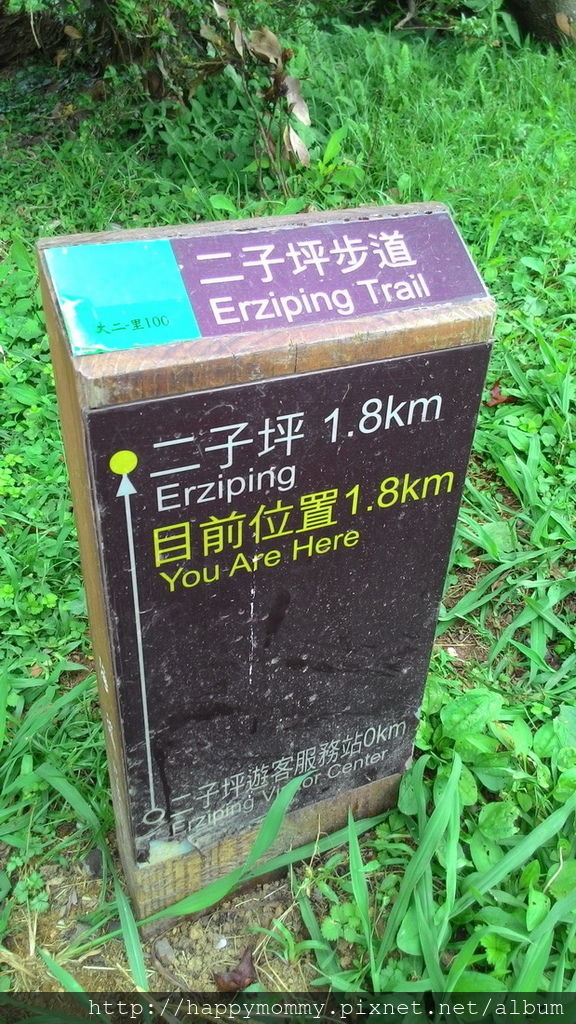 二子坪步道
Erziping Trail
大二-里100
二子坪 1.8km
Erziping
目前位置1.8km
You Are Here
二子坪遊客服務站0km
Erziping Center
http://happymommy.pixnet.net/album